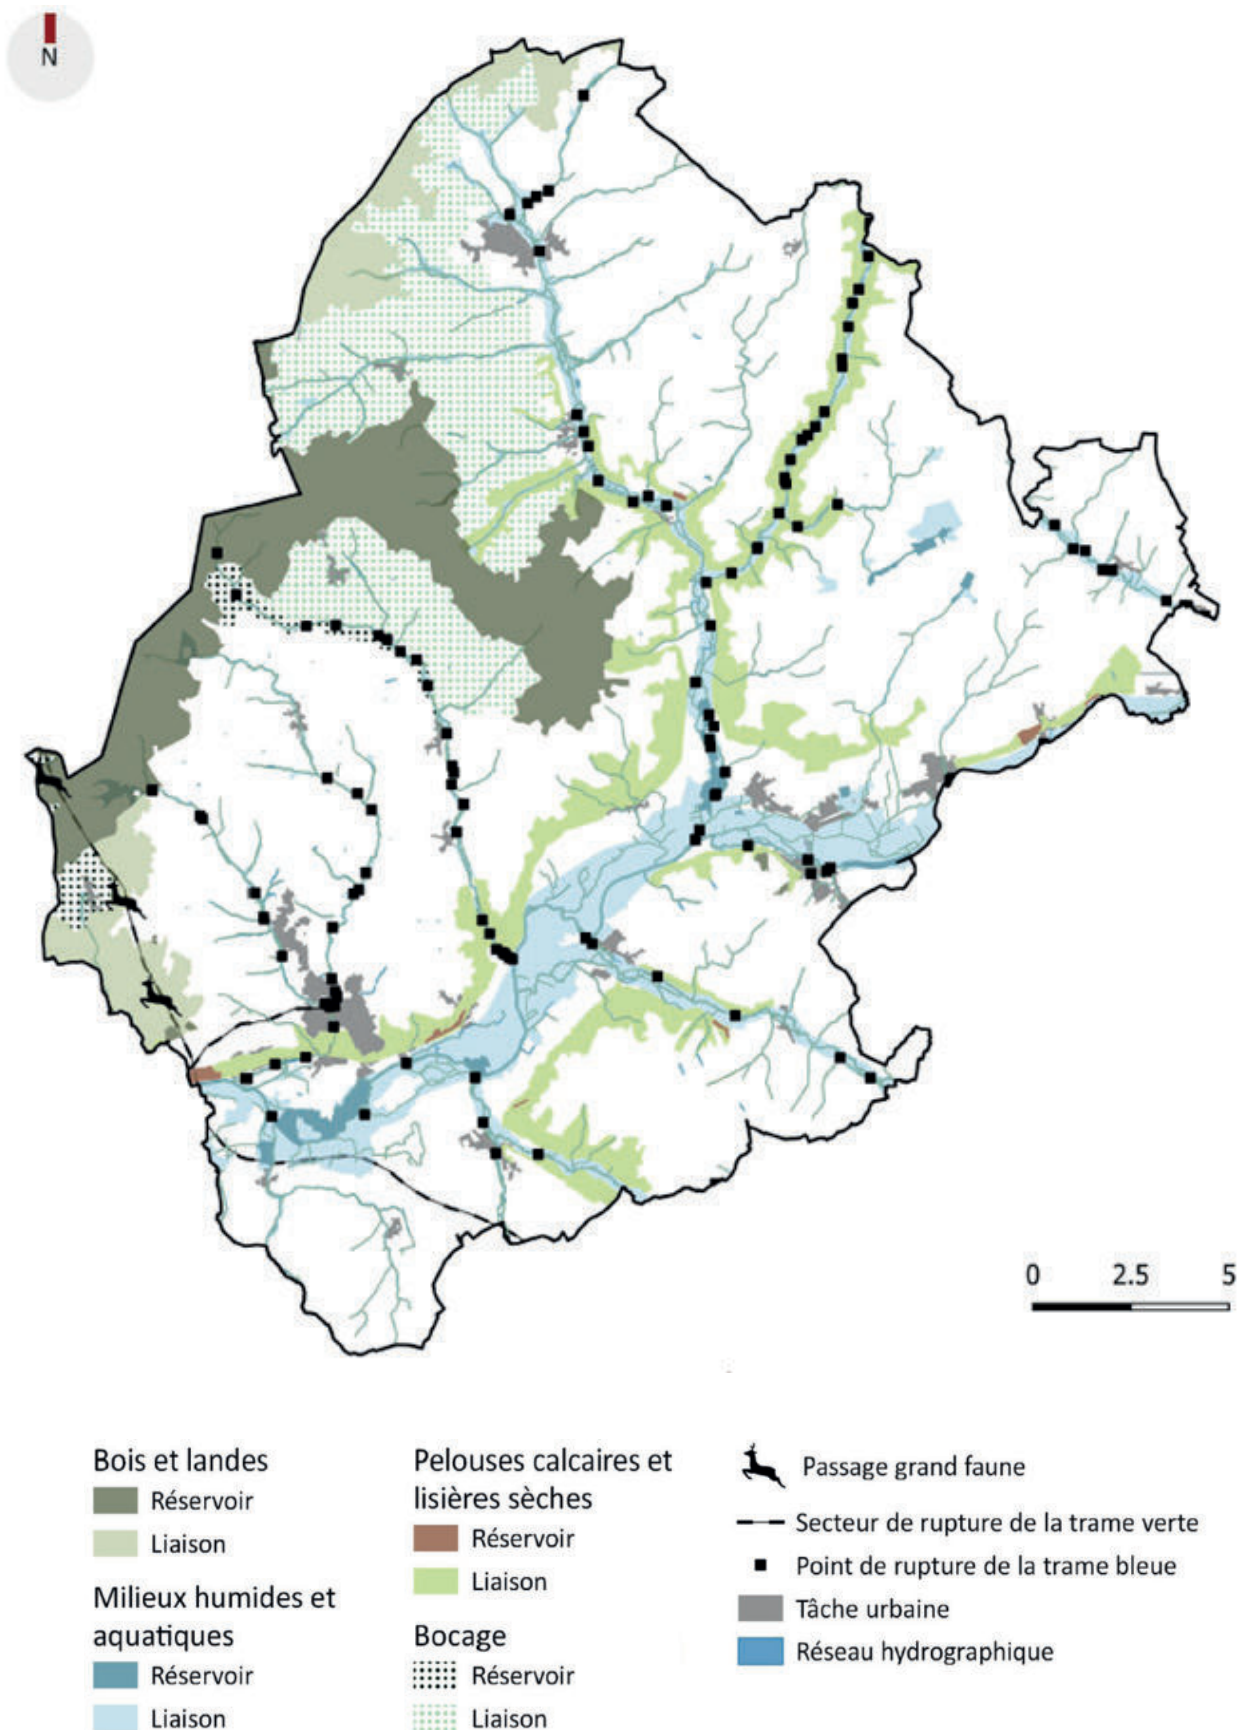 N
0 2.5 5
Bois et landes
Réservoir
Liaison
Milieux humides et
aquatiques
Réservoir
Liaison
Pelouses calcaires et
lisières sèches
Réservoir
Liaison
Bocage
Réservoir
Liaison
Passage grand faune
Secteur de rupture de la trame verte
Point de rupture de la trame bleue
Tâche urbaine
Réseau hydrographique